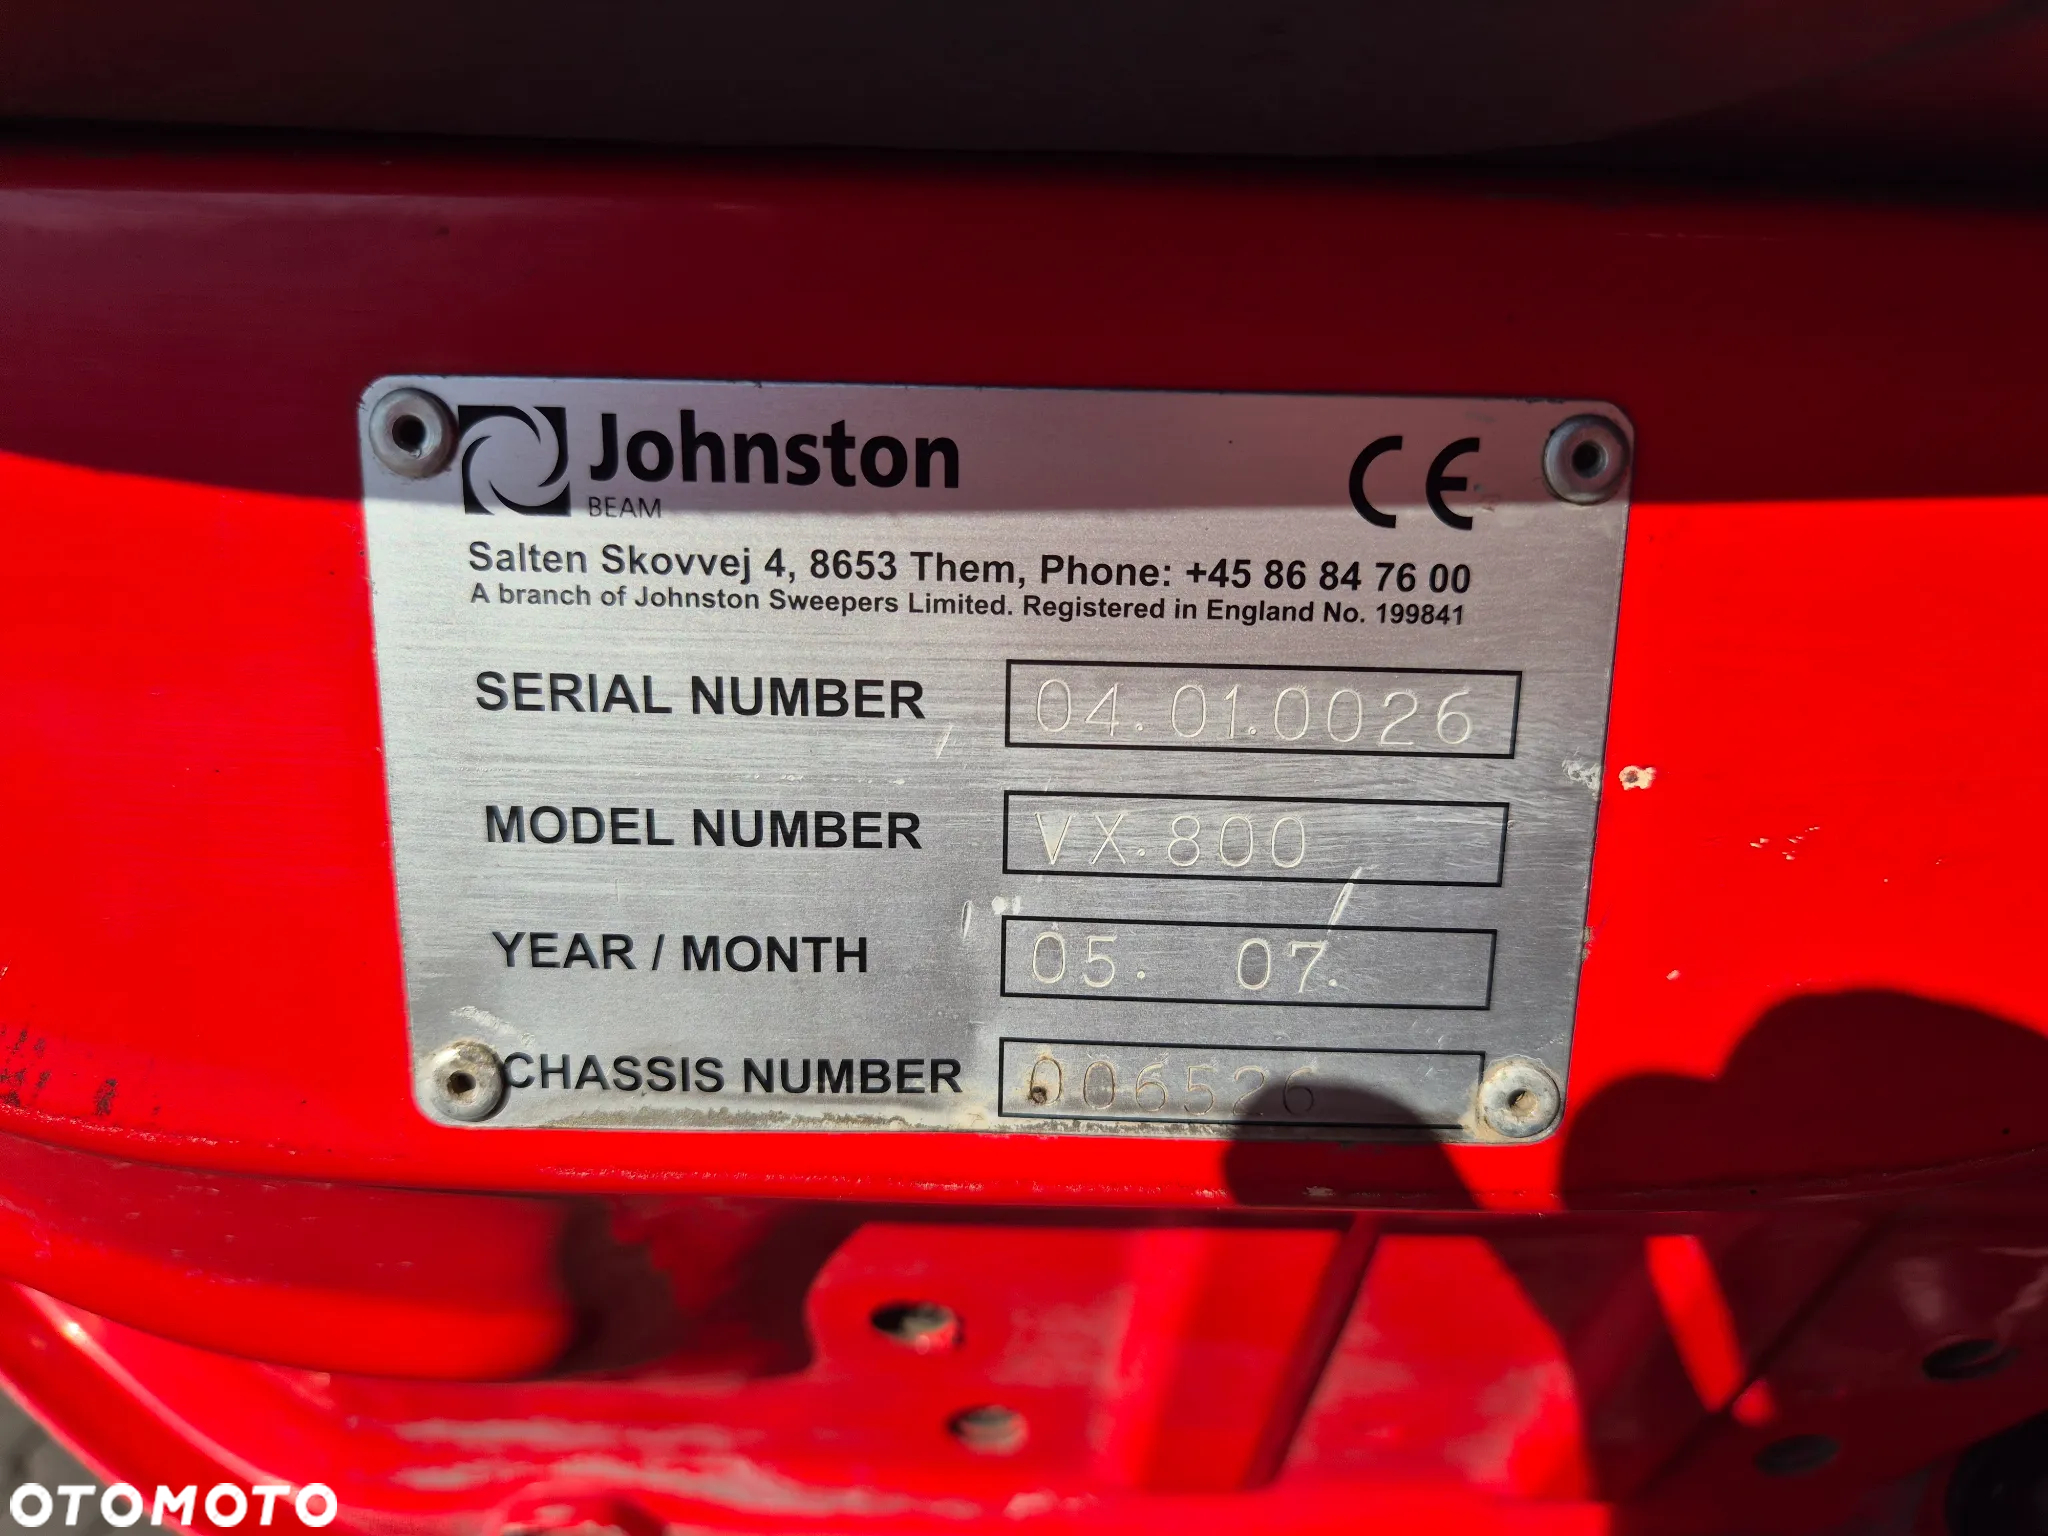 Johnston
BEAM
CE
Salten Skovvej 4, 8653 Them, Phone: +45 86 84 76 00
A branch of Johnston Sweepers Limited. Registered in England No. 199841
SERIAL NUMBER 04.01.0026
MODEL NUMBER VX.800
YEAR / MONTH 05. 07.
CHASSIS NUMBER 006526
OTOMOTO